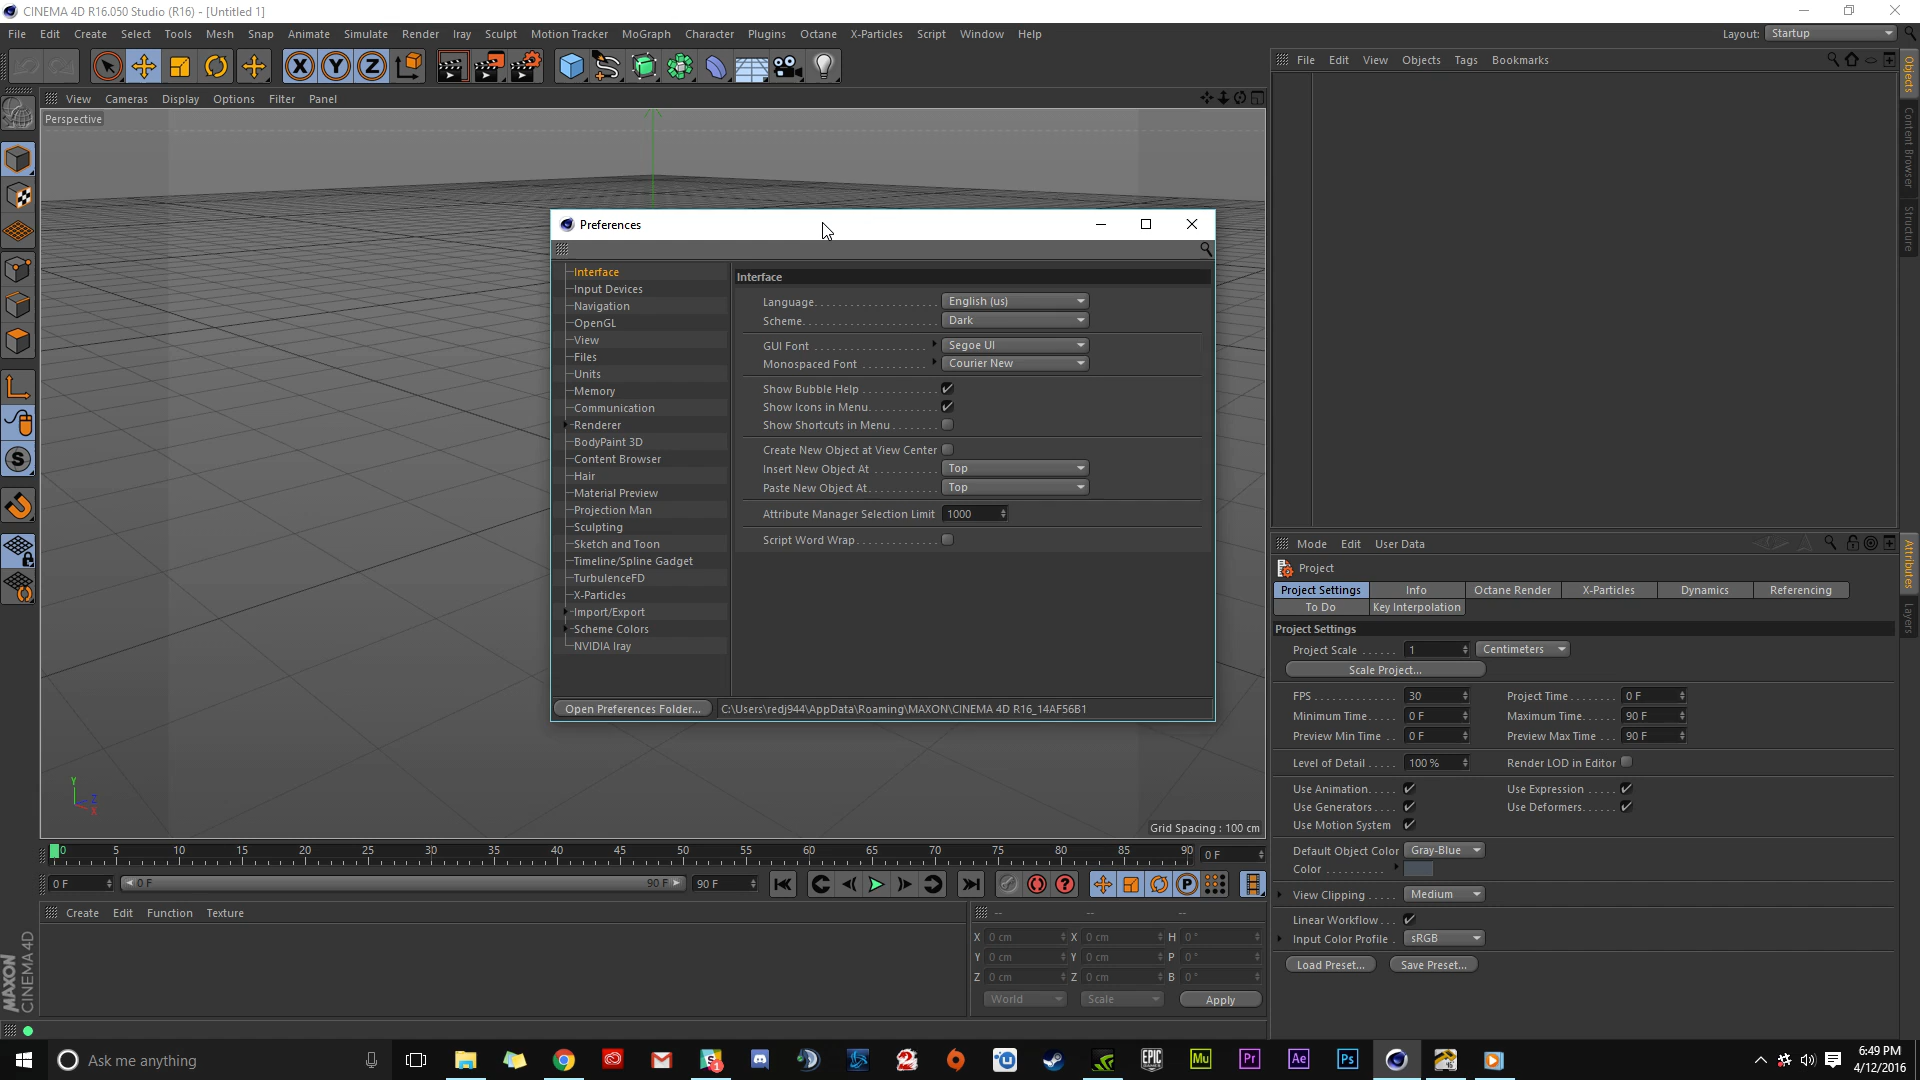 CINEMA 4D R16.050 Studio (R16) - [Untitled 1]
File Edit Create Select Tools Mesh Snap Animate Simulate Render Iray Sculpt Motion Tracker MoGraph Character Plugins Octane X-Particles Script Window Help
Layout: Startup
File Edit View Objects Tags Bookmarks
Objects
Content Browser
Structure
View Cameras Display Options Filter Panel
Perspective
X Y Z
Preferences
Interface
Input Devices
Navigation
OpenGL
View
Files
Units
Memory
Communication
Renderer
BodyPaint 3D
Content Browser
Hair
Material Preview
Projection Man
Sculpting
Sketch and Toon
Timeline/Spline Gadget
TurbulenceFD
X-Particles
Import/Export
Scheme Colors
NVIDIA Iray
Interface
Language English (us)
Scheme Dark
GUI Font Segoe UI
Monospaced Font Courier New
Show Bubble Help
Show Icons in Menu
Show Shortcuts in Menu
Create New Object at View Center
Insert New Object At Top
Paste New Object At Top
Attribute Manager Selection Limit 1000
Script Word Wrap
Open Preferences Folder... C:\Users\redj944\AppData\Roaming\MAXON\CINEMA 4D R16_14AF56B1
Y
Z
X
Grid Spacing : 100 cm
0 5 10 15 20 25 30 35 40 45 50 55 60 65 70 75 80 85 90 0 F
0 F 0 F 90 F 90 F
P
Create Edit Function Texture
-- -- --
X 0 cm X 0 cm H 0 °
Y 0 cm Y 0 cm P 0 °
Z 0 cm Z 0 cm B 0 °
World Scale Apply
MAXON
CINEMA 4D
Mode Edit User Data
Attributes
Layers
Project
Project Settings Info Octane Render X-Particles Dynamics Referencing
To Do Key Interpolation
Project Settings
Project Scale 1 Centimeters
Scale Project...
FPS 30 Project Time 0 F
Minimum Time 0 F Maximum Time 90 F
Preview Min Time 0 F Preview Max Time 90 F
Level of Detail 100 % Render LOD in Editor
Use Animation Use Expression
Use Generators Use Deformers
Use Motion System
Default Object Color Gray-Blue
Color
View Clipping Medium
Linear Workflow
Input Color Profile sRGB
Load Preset... Save Preset...
Ask me anything
EPIC GAMES
Mu Pr Ae Ps
6:49 PM
4/12/2016